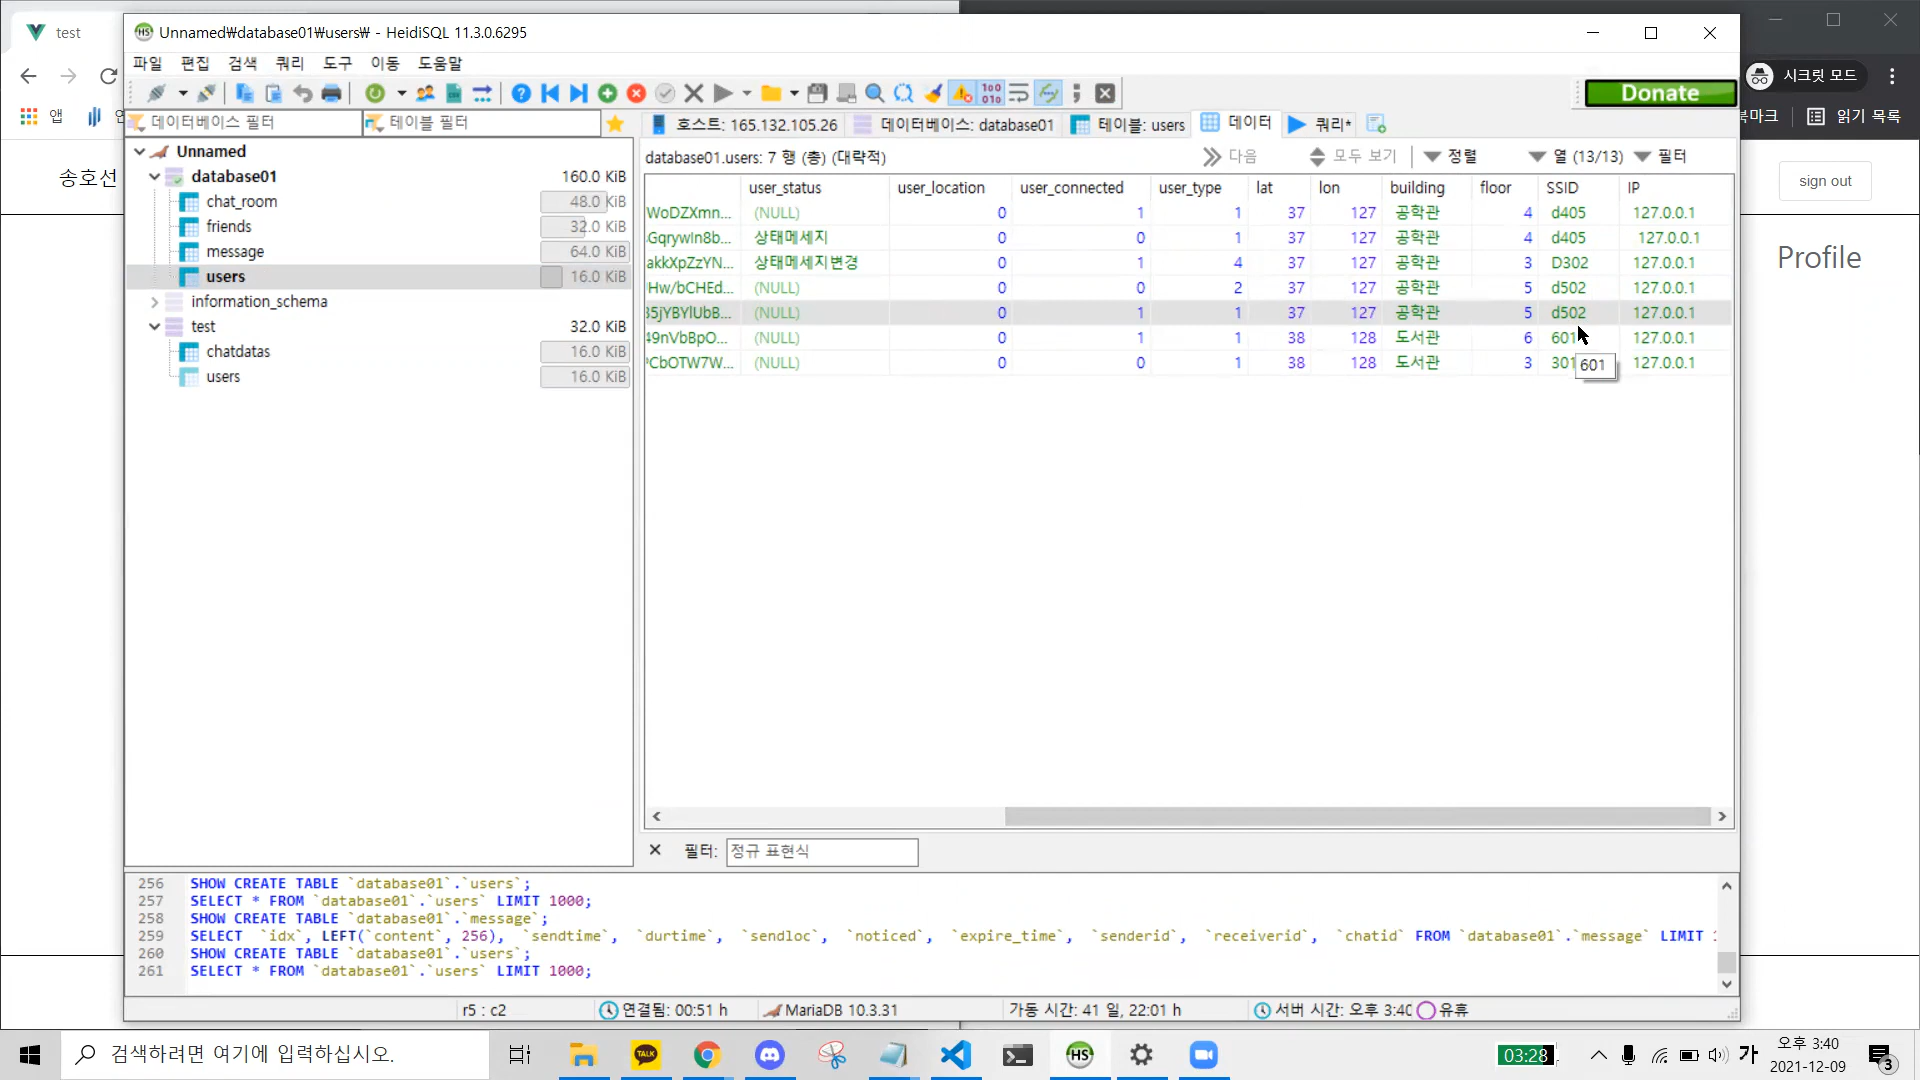 test
Unnamed₩database01₩users₩ - HeidiSQL 11.3.0.6295
파일 편집 검색 쿼리 도구 이동 도움말
Donate
시크릿 모드
앱
북마크
읽기 목록
데이터베이스 필터
테이블 필터
호스트: 165.132.105.26
데이터베이스: database01
테이블: users
데이터
쿼리*
송호선
sign out
Profile
Unnamed
database01 160.0 KiB
chat_room 48.0 KiB
friends 32.0 KiB
message 64.0 KiB
users 16.0 KiB
information_schema
test 32.0 KiB
chatdatas 16.0 KiB
users 16.0 KiB
database01.users: 7 행 (총) (대략적)
다음 모두 보기 정렬 열 (13/13) 필터
user_status user_location user_connected user_type lat lon building floor SSID IP
WoDZXmn... (NULL) 0 1 1 37 127 공학관 4 d405 127.0.0.1
Gqrywln8b... 상태메세지 0 0 1 37 127 공학관 4 d405 127.0.0.1
akkXpZzYN... 상태메세지변경 0 1 4 37 127 공학관 3 D302 127.0.0.1
Hw/bCHEd... (NULL) 0 0 2 37 127 공학관 5 d502 127.0.0.1
35jYBYlUbB... (NULL) 0 1 1 37 127 공학관 5 d502 127.0.0.1
49nVbBpO... (NULL) 0 1 1 38 128 도서관 6 601 127.0.0.1
CbOTW7W... (NULL) 0 0 1 38 128 도서관 3 301 127.0.0.1
601
필터: 정규 표현식
256 SHOW CREATE TABLE `database01`.`users`;
257 SELECT * FROM `database01`.`users` LIMIT 1000;
258 SHOW CREATE TABLE `database01`.`message`;
259 SELECT `idx`, LEFT(`content`, 256), `sendtime`, `durtime`, `sendloc`, `noticed`, `expire_time`, `senderid`, `receiverid`, `chatid` FROM `database01`.`message` LIMIT 1
260 SHOW CREATE TABLE `database01`.`users`;
261 SELECT * FROM `database01`.`users` LIMIT 1000;
r5 : c2
연결됨: 00:51 h
MariaDB 10.3.31
가동 시간: 41 일, 22:01 h
서버 시간: 오후 3:40
유휴
검색하려면 여기에 입력하십시오.
TALK
HS
03:28
가
오후 3:40
2021-12-09
3